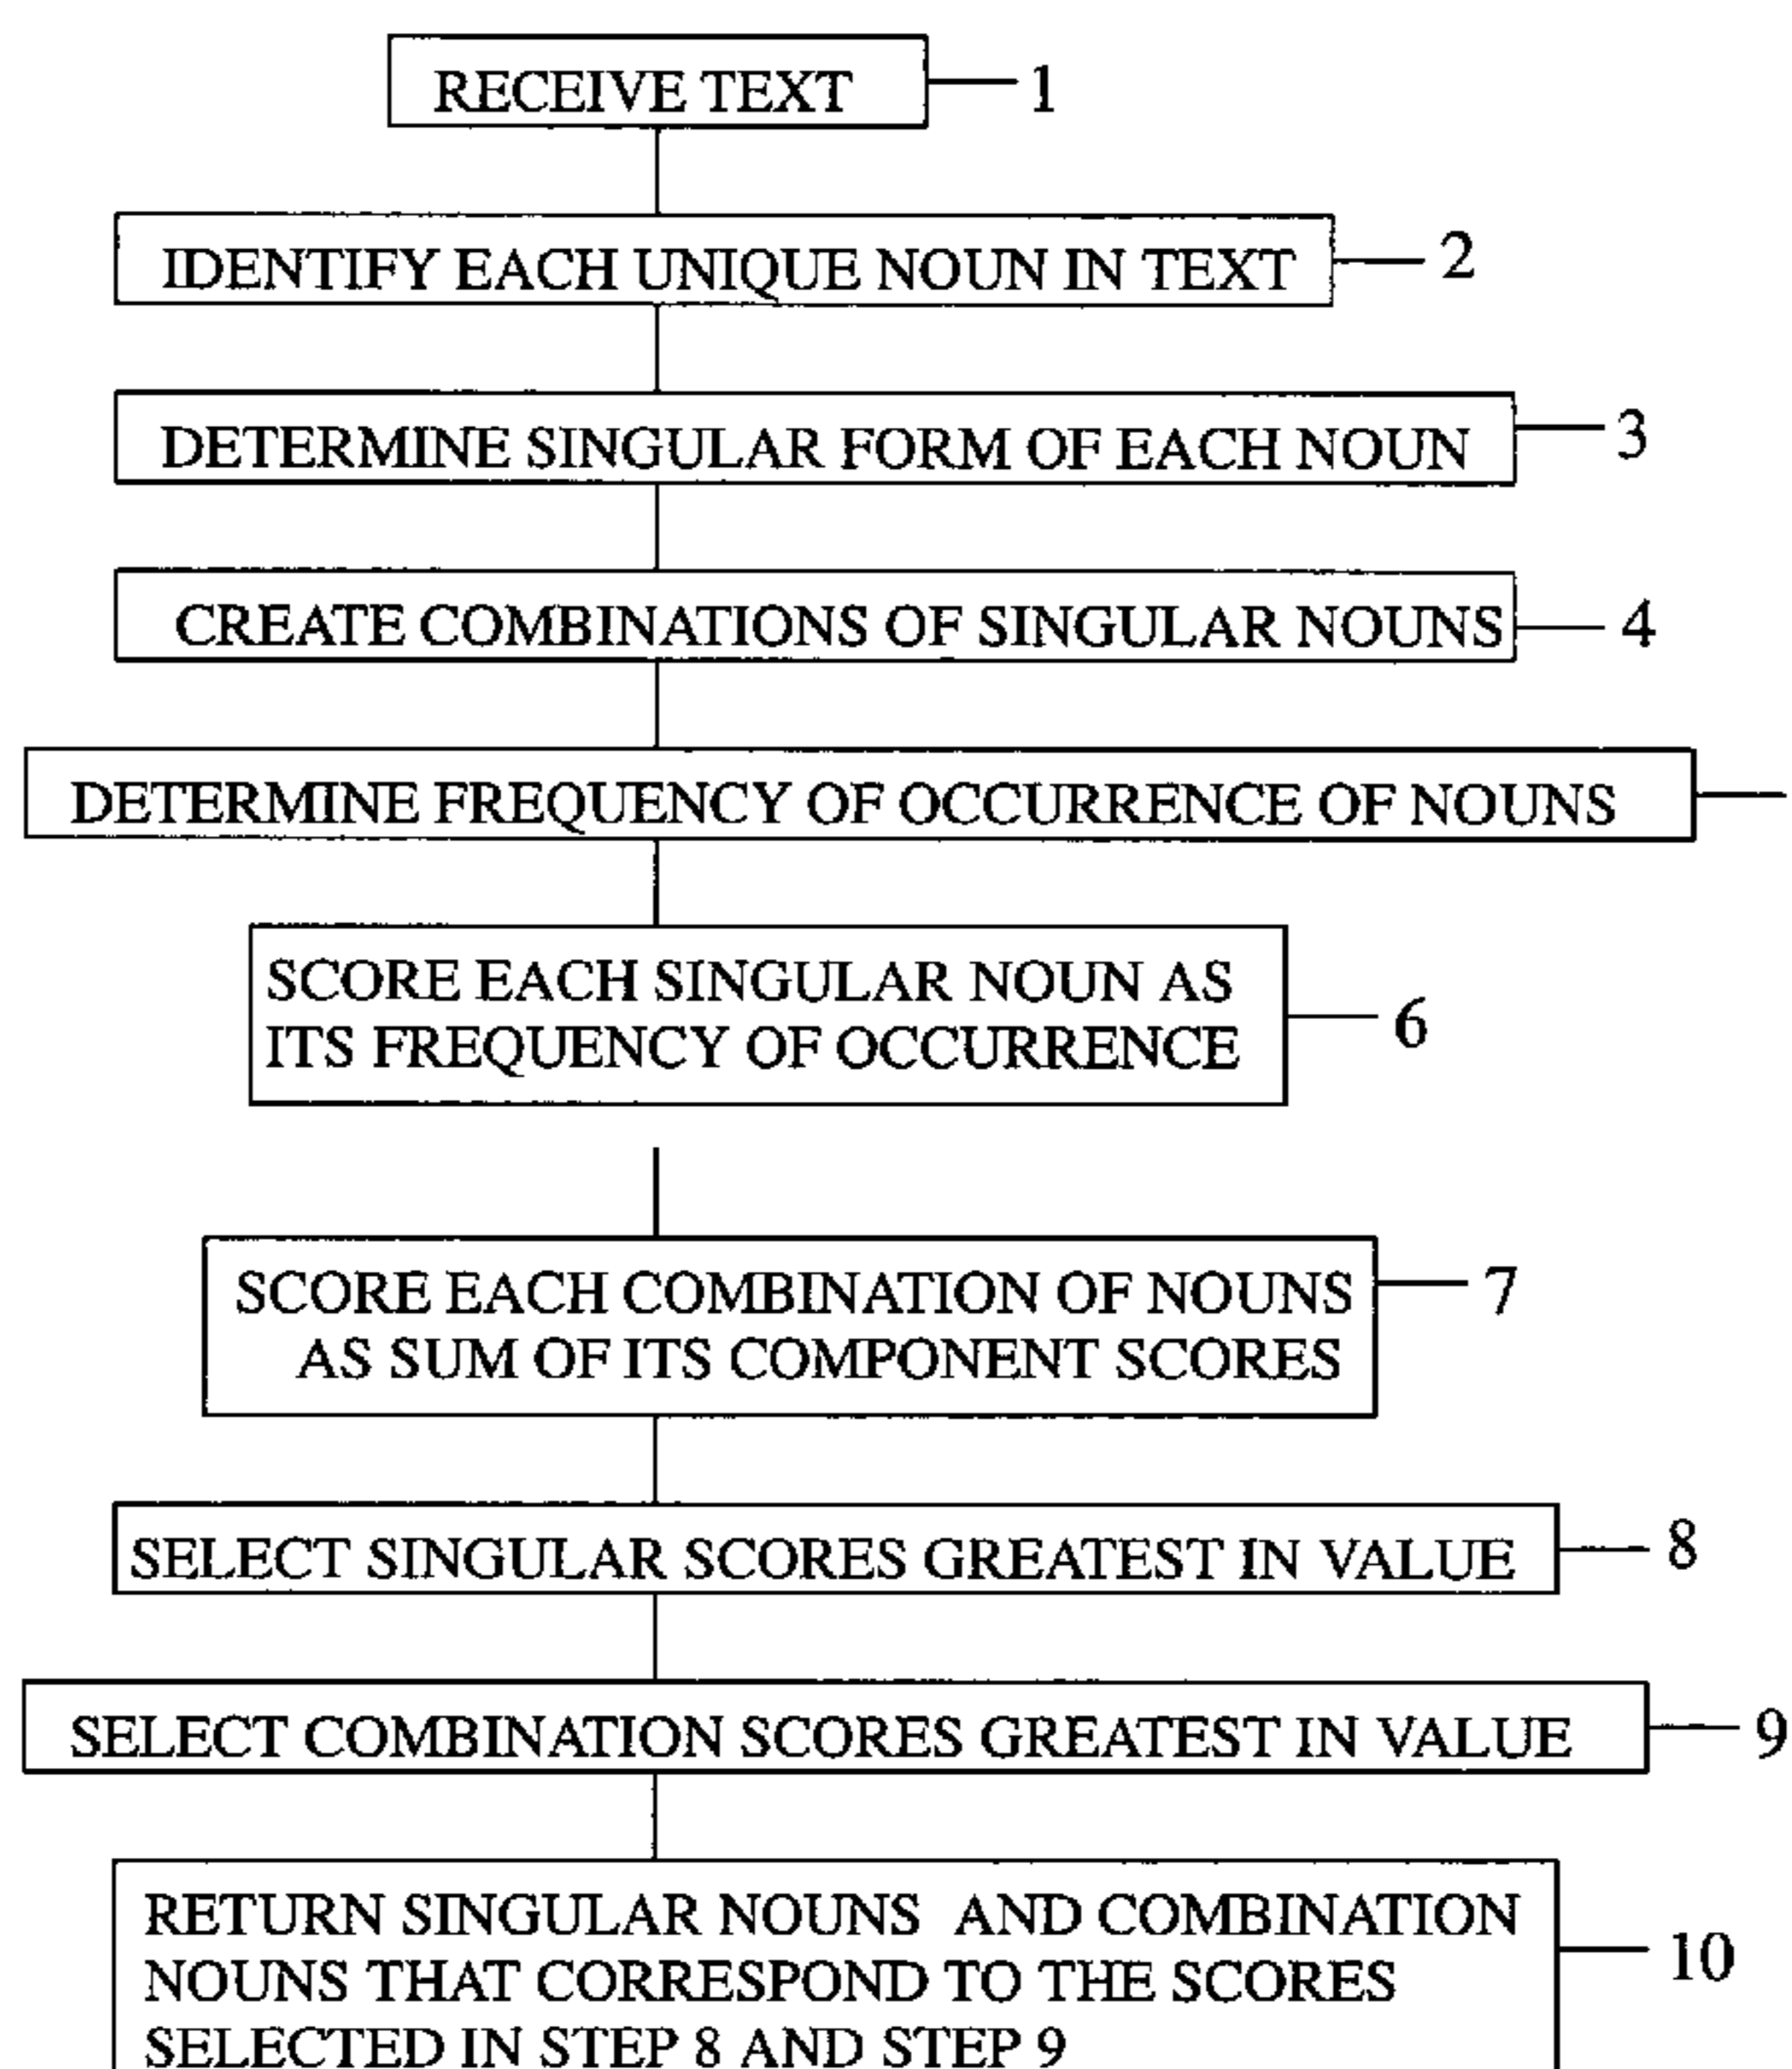 RECEIVE TEXT 1
IDENTIFY EACH UNIQUE NOUN IN TEXT 2
DETERMINE SINGULAR FORM OF EACH NOUN 3
CREATE COMBINATIONS OF SINGULAR NOUNS 4
DETERMINE FREQUENCY OF OCCURRENCE OF NOUNS
SCORE EACH SINGULAR NOUN AS
ITS FREQUENCY OF OCCURRENCE
6
SCORE EACH COMBINATION OF NOUNS 7
AS SUM OF ITS COMPONENT SCORES
SELECT SINGULAR SCORES GREATEST IN VALUE 8
SELECT COMBINATION SCORES GREATEST IN VALUE 9
RETURN SINGULAR NOUNS AND COMBINATION
NOUNS THAT CORRESPOND TO THE SCORES 10
SELECTED IN STEP 8 AND STEP 9